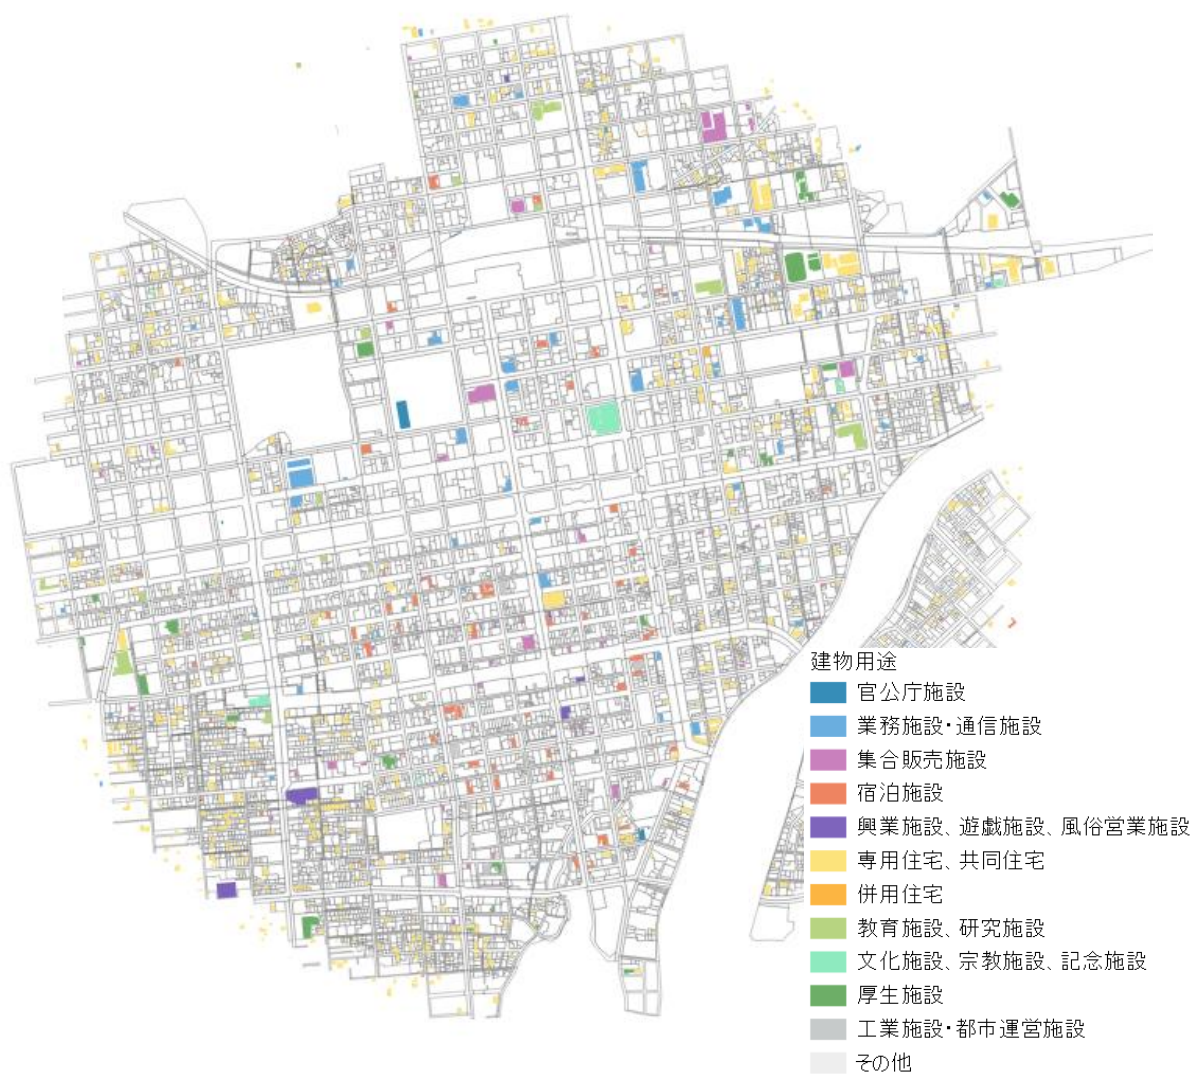 建物用途
官公庁施設
業務施設・通信施設
集合販売施設
宿泊施設
興業施設、遊戯施設、風俗営業施設
専用住宅、共同住宅
併用住宅
教育施設、研究施設
文化施設、宗教施設、記念施設
厚生施設
工業施設・都市運営施設
その他